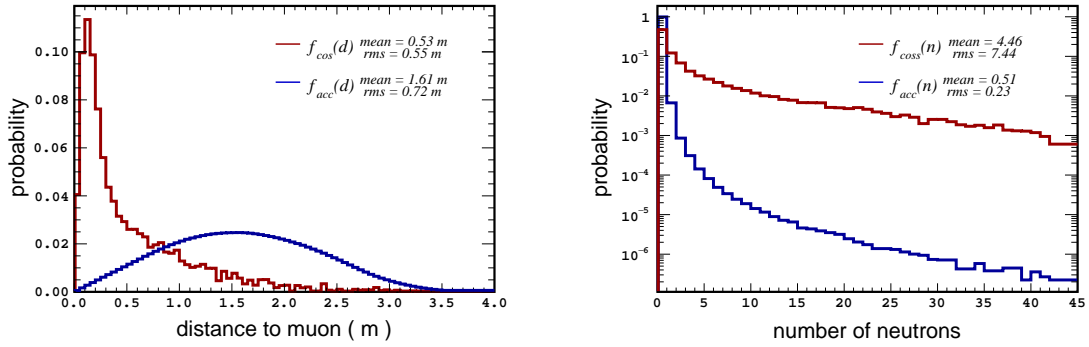 probability
0.10
0.08
0.06
0.04
0.02
0.00
f_cos(d) mean = 0.53 m
rms = 0.55 m
f_acc(d) mean = 1.61 m
rms = 0.72 m
0.0 0.5 1.0 1.5 2.0 2.5 3.0 3.5 4.0
distance to muon ( m )
probability
1
10⁻¹
10⁻²
10⁻³
10⁻⁴
10⁻⁵
10⁻⁶
f_coss(n) mean = 4.46
rms = 7.44
f_acc(n) mean = 0.51
rms = 0.23
0 5 10 15 20 25 30 35 40 45
number of neutrons